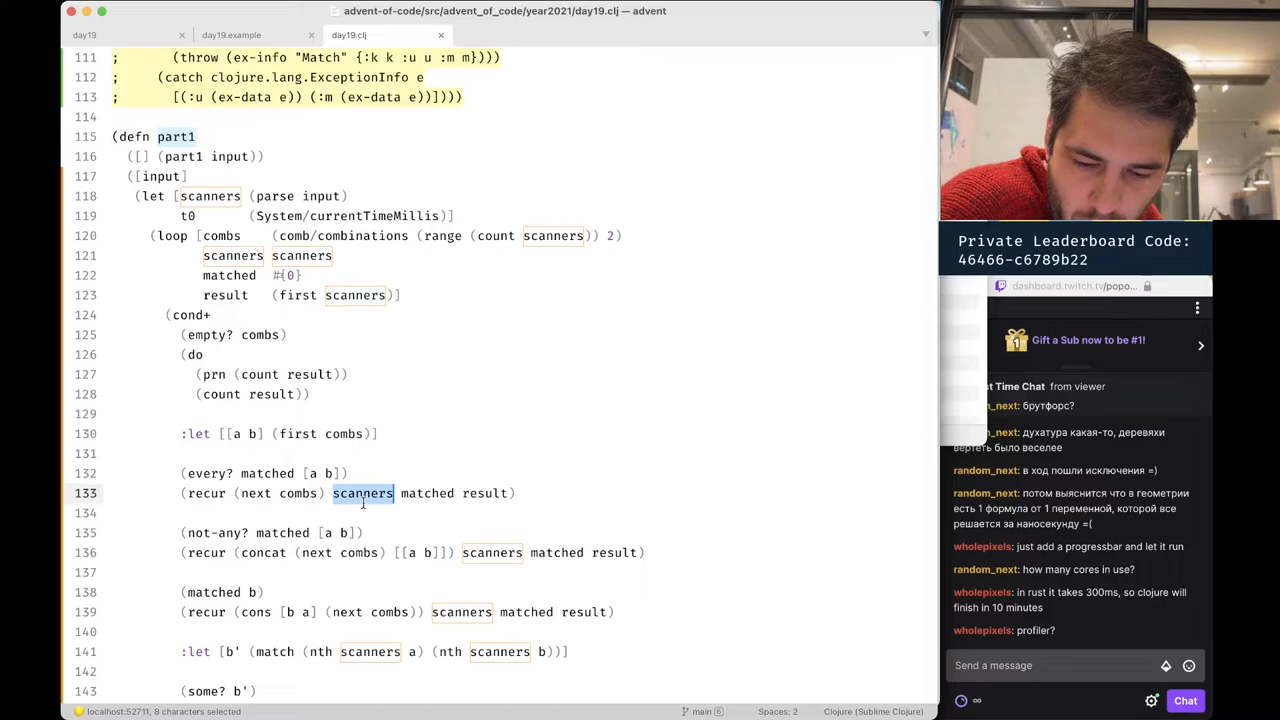 advent-of-code/src/advent_of_code/year2021/day19.clj — advent
day19
day19.example
day19.clj
111 ; (throw (ex-info "Match" {:k k :u u :m m})))
112 ; (catch clojure.lang.ExceptionInfo e
113 ; [(:u (ex-data e)) (:m (ex-data e))])))
114
115 (defn part1
116 ([] (part1 input))
117 ([input]
118 (let [scanners (parse input)
119 t0 (System/currentTimeMillis)]
120 (loop [combs (comb/combinations (range (count scanners)) 2)
121 scanners scanners
122 matched #{0}
123 result (first scanners)]
124 (cond+
125 (empty? combs)
126 (do
127 (prn (count result))
128 (count result))
129
130 :let [[a b] (first combs)]
131
132 (every? matched [a b])
133 (recur (next combs) scanners matched result)
134
135 (not-any? matched [a b])
136 (recur (concat (next combs) [[a b]]) scanners matched result)
137
138 (matched b)
139 (recur (cons [b a] (next combs)) scanners matched result)
140
141 :let [b' (match (nth scanners a) (nth scanners b))]
142
143 (some? b')
localhost:52711, 8 characters selected
main 6
Spaces: 2
Clojure (Sublime Clojure)
Private Leaderboard Code:
46466-c6789b22
dashboard.twitch.tv/popo...
1
Gift a Sub now to be #1!
st Time Chat from viewer
om_next: брутфорс?
om_next: духатура какая-то, деревяхи
вертеть было веселее
random_next: в ход пошли исключения =)
random_next: потом выяснится что в геометрии
есть 1 формула от 1 переменной, которой все
решается за наносекунду =(
wholepixels: just add a progressbar and let it run
random_next: how many cores in use?
wholepixels: in rust it takes 300ms, so clojure will
finish in 10 minutes
wholepixels: profiler?
Send a message
∞
Chat